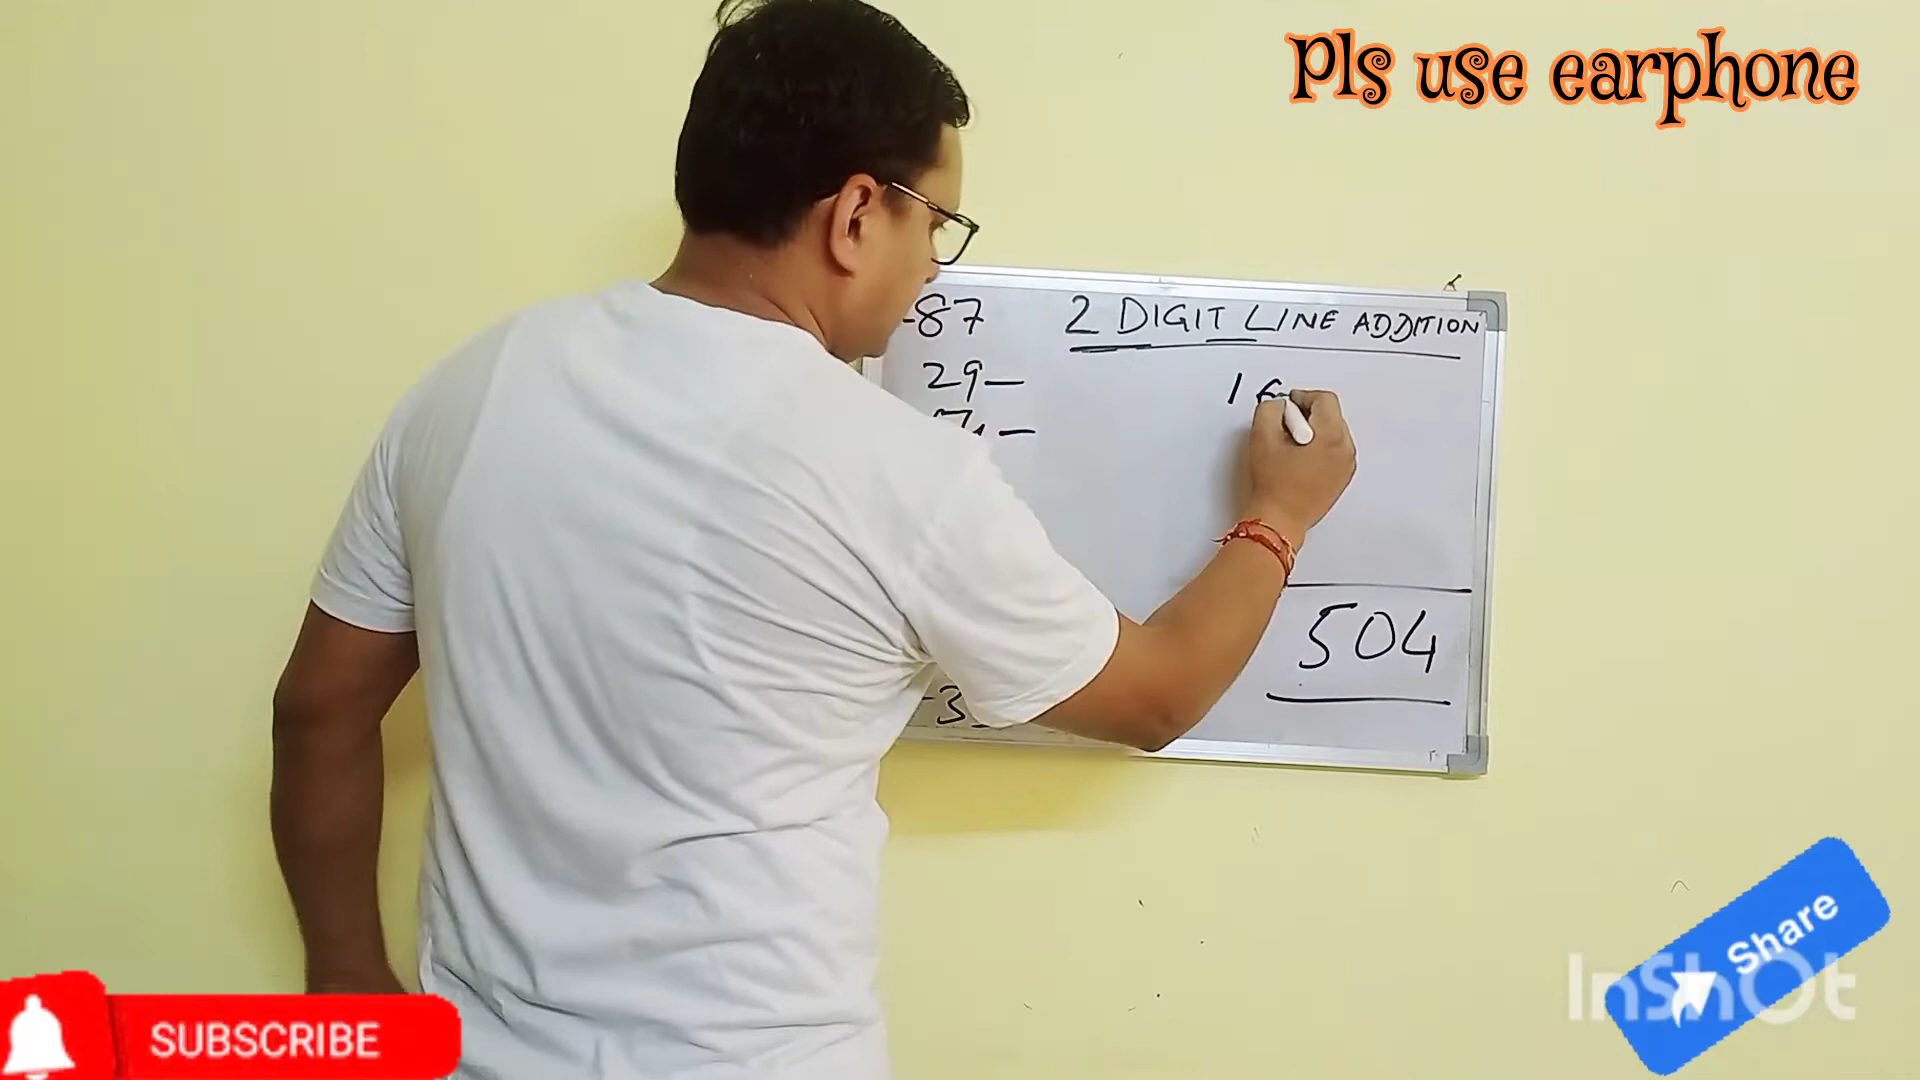 Pls use earphone
-87
2 DIGIT LINE ADDITION
29-
16
504
SUBSCRIBE
Share
InShOt